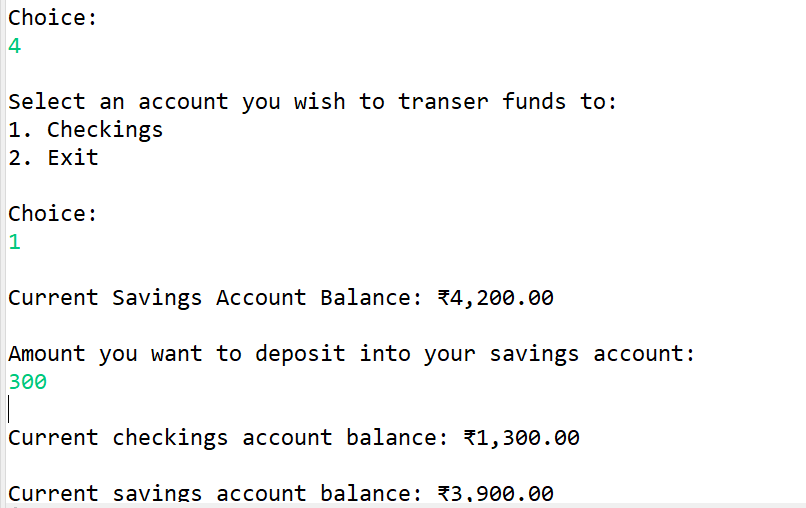 Choice:
4
Select an account you wish to transer funds to:
1. Checkings
2. Exit
Choice:
1
Current Savings Account Balance: ₹4,200.00
Amount you want to deposit into your savings account:
300
Current checkings account balance: ₹1,300.00
Current savings account balance: ₹3,900.00